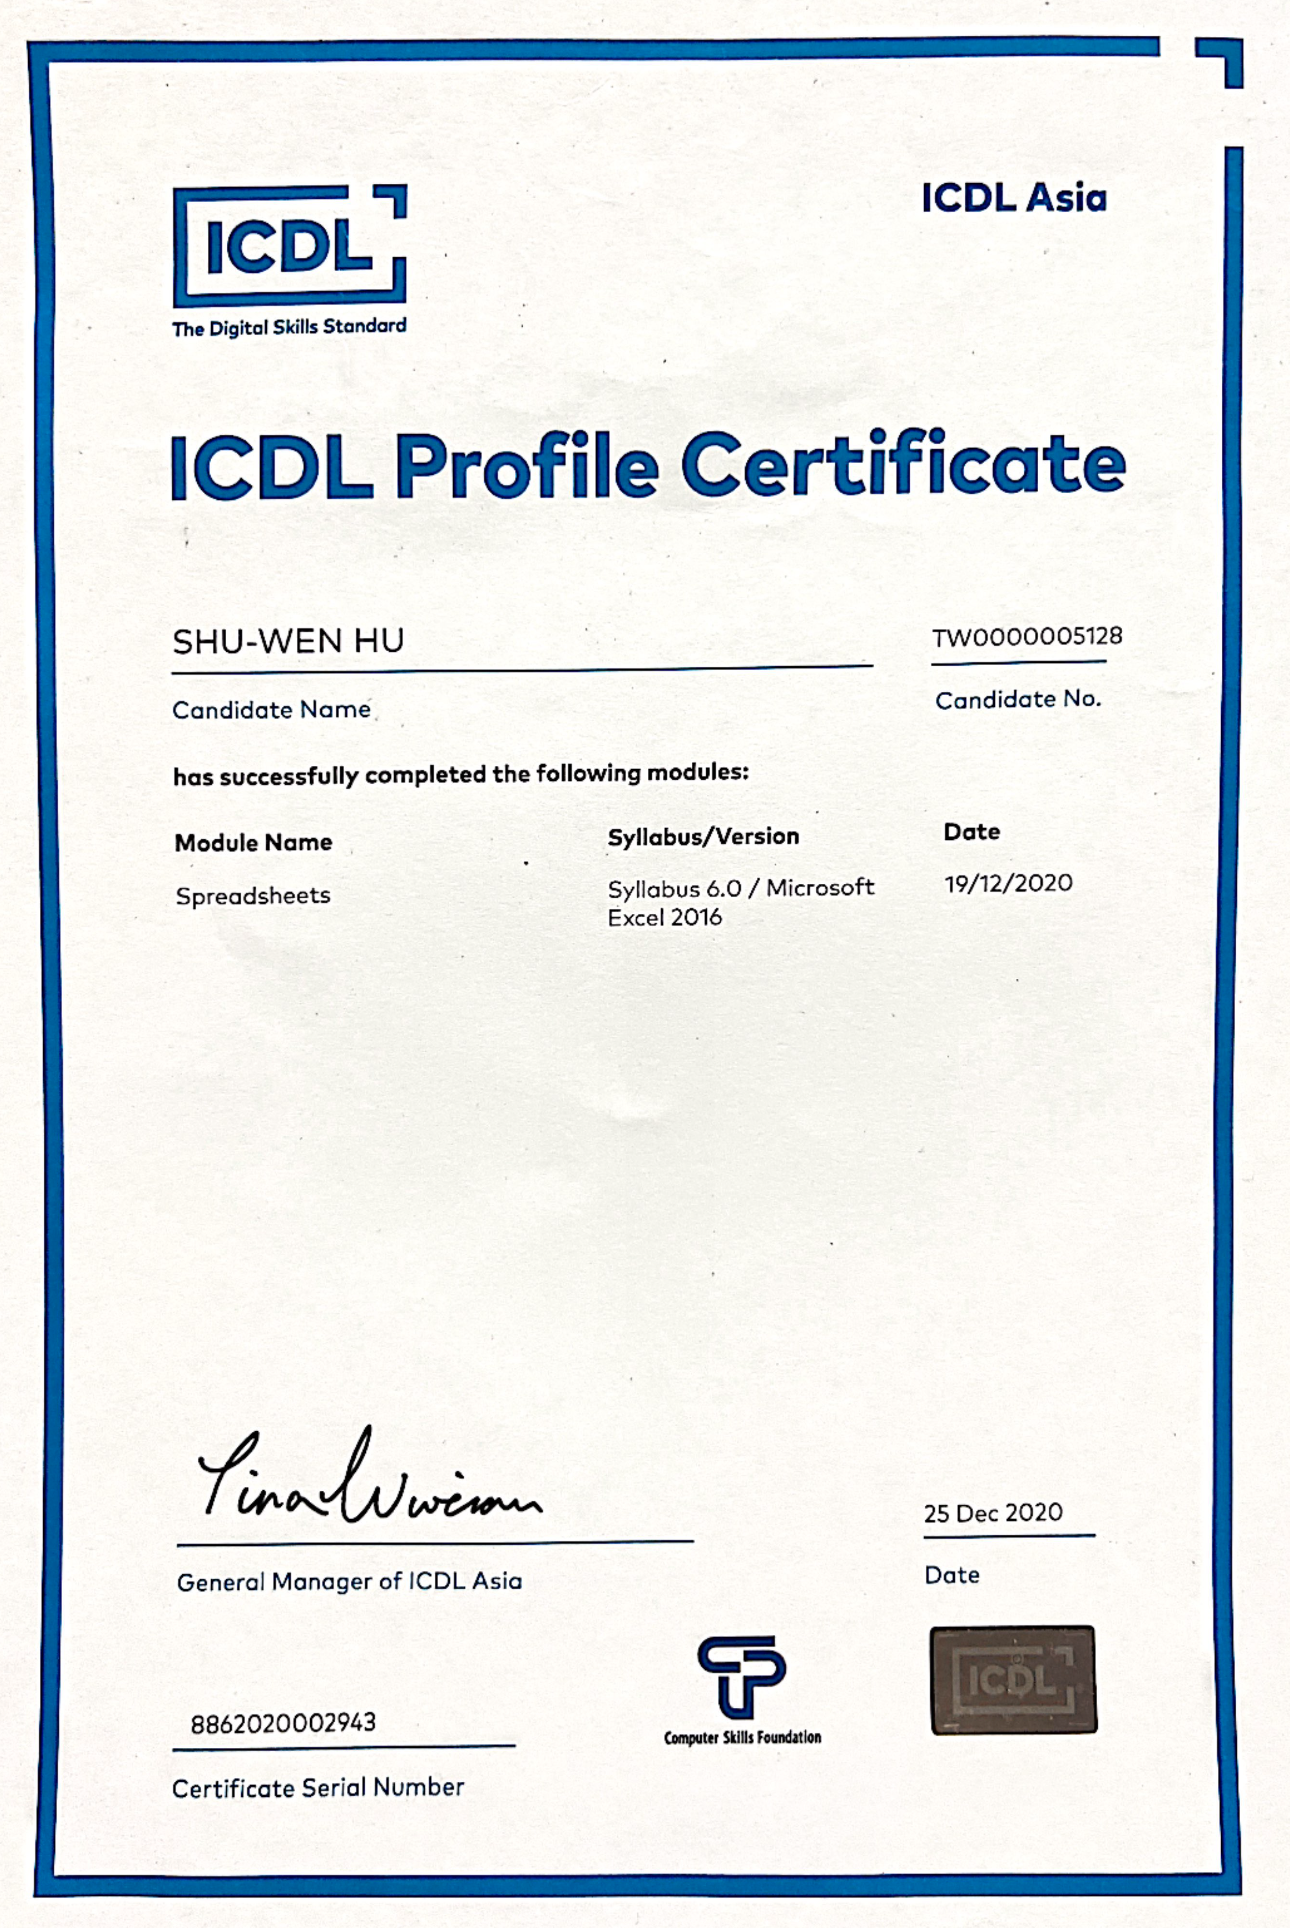 ICDL
The Digital Skills Standard
ICDL Asia
ICDL Profile Certificate
SHU-WEN HU
TW0000005128
Candidate Name
Candidate No.
has successfully completed the following modules:
Module Name Syllabus/Version Date
Spreadsheets Syllabus 6.0 / Microsoft 19/12/2020
Excel 2016
25 Dec 2020
General Manager of ICDL Asia
Date
ICDL
8862020002943
Computer Skills Foundation
Certificate Serial Number